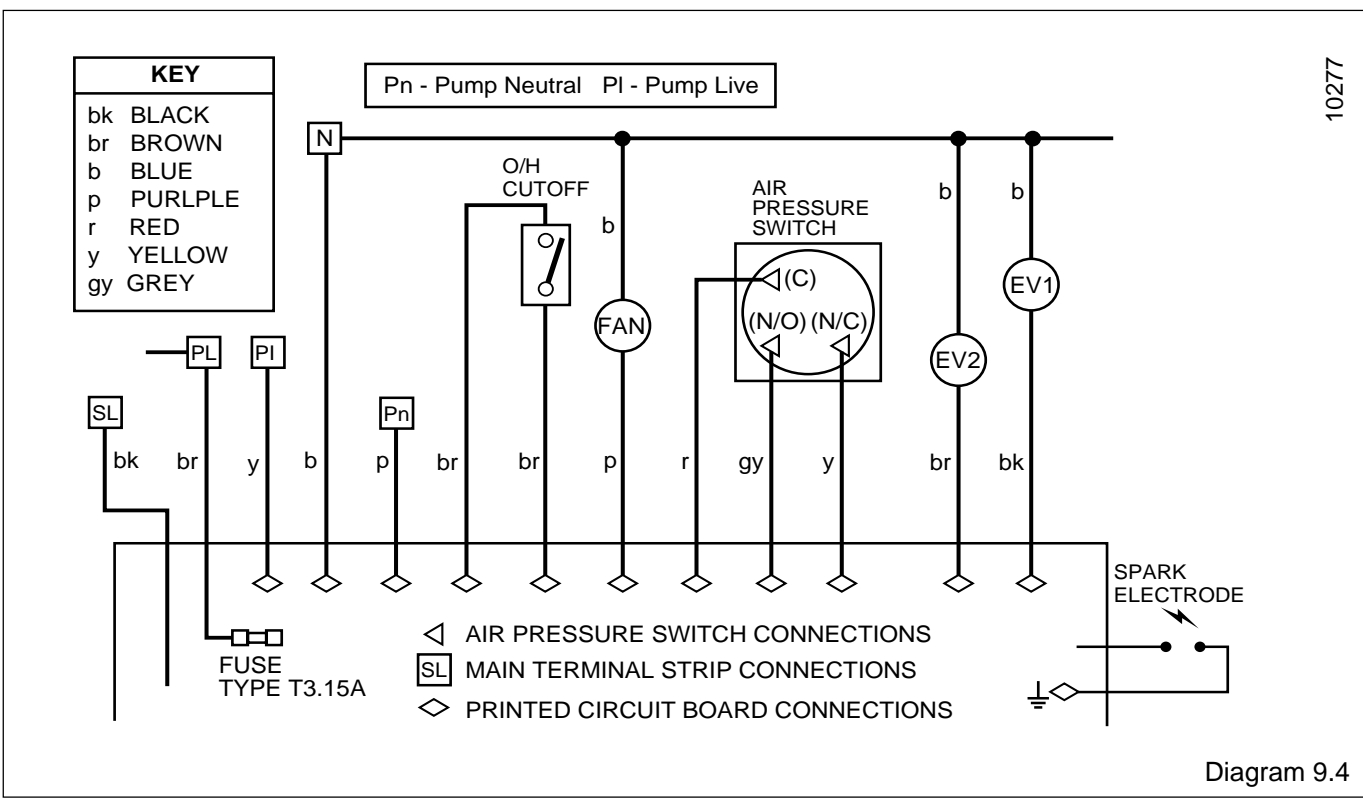 KEY
bk BLACK
br BROWN
b BLUE
p PURLPLE
r RED
y YELLOW
gy GREY
Pn - Pump Neutral Pl - Pump Live
10277
N
O/H
CUTOFF
b
AIR
PRESSURE
SWITCH
b
b
(C)
(N/O) (N/C)
FAN
EV1
EV2
PL
Pl
SL
Pn
bk
br
y
b
p
br
br
p
r
gy
y
br
bk
SPARK
ELECTRODE
FUSE
TYPE T3.15A
AIR PRESSURE SWITCH CONNECTIONS
SL MAIN TERMINAL STRIP CONNECTIONS
PRINTED CIRCUIT BOARD CONNECTIONS
Diagram 9.4